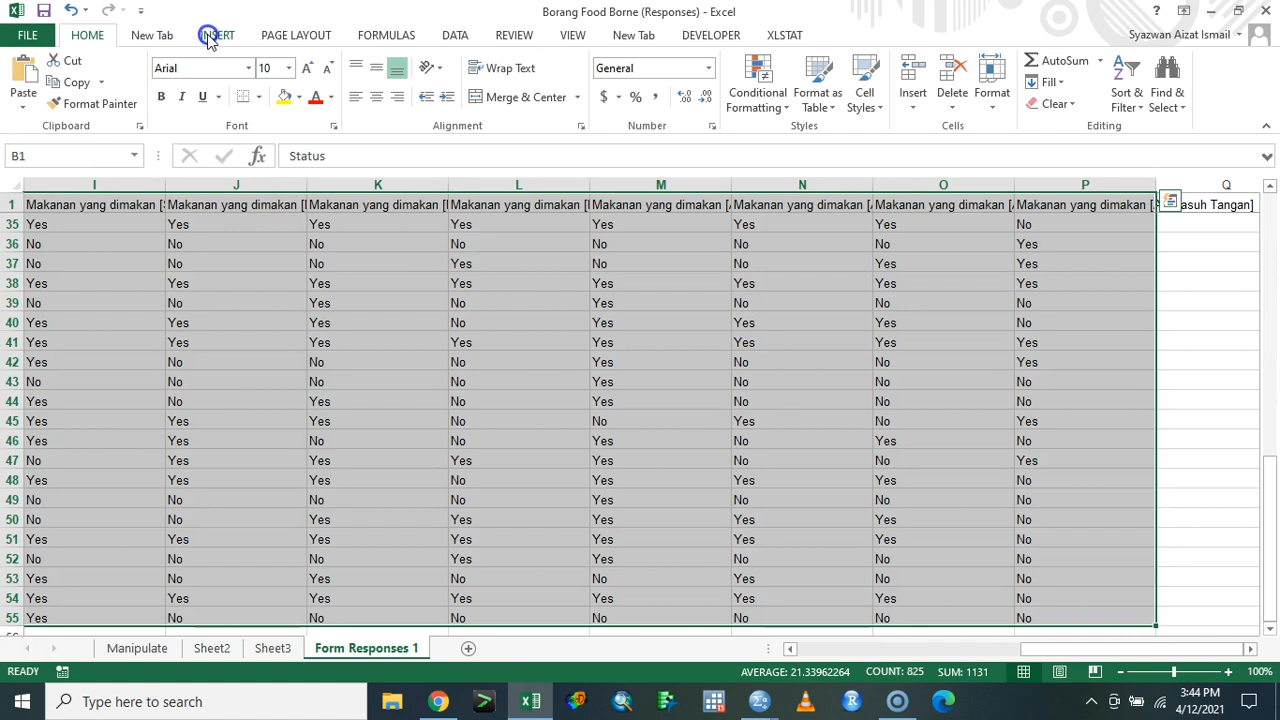 Borang Food Borne (Responses) - Excel
FILE HOME New Tab INSERT PAGE LAYOUT FORMULAS DATA REVIEW VIEW New Tab DEVELOPER XLSTAT Syazwan Aizat Ismail
Paste Cut Copy Format Painter Clipboard
Arial 10 B I U A Font
Wrap Text Merge & Center Alignment
General $ % , Number
Conditional Formatting Format as Table Cell Styles Styles
Insert Delete Format Cells
AutoSum Fill Clear Sort & Filter Find & Select Editing
B1 fx Status
I J K L M N O P Q
1 Makanan yang dimakan [ Makanan yang dimakan [ Makanan yang dimakan [ Makanan yang dimakan [ Makanan yang dimakan [ Makanan yang dimakan [ Makanan yang dimakan [ Makanan yang dimakan [ Tangan]
35 Yes Yes Yes Yes Yes Yes Yes No
36 No No No No No No No Yes
37 No No No Yes No No Yes Yes
38 Yes Yes Yes Yes Yes Yes Yes Yes
39 No No Yes No Yes No No No
40 Yes Yes Yes No Yes Yes Yes No
41 Yes Yes Yes Yes Yes Yes Yes Yes
42 Yes No No No Yes No No Yes
43 No No No No Yes No No No
44 No No Yes No Yes No No No
45 Yes Yes Yes No No Yes Yes Yes
46 Yes Yes No No Yes No Yes No
47 No Yes Yes Yes Yes No No Yes
48 Yes Yes Yes No Yes Yes Yes No
49 No No No No Yes No No No
50 No No Yes Yes Yes Yes Yes No
51 Yes Yes Yes Yes Yes Yes Yes No
52 No No No Yes Yes No No No
53 Yes No Yes No No Yes No No
54 Yes Yes Yes Yes Yes Yes Yes No
55 Yes No No No No No No No
Manipulate Sheet2 Sheet3 Form Responses 1
READY AVERAGE: 21.33962264 COUNT: 825 SUM: 1131 100%
Type here to search
3:44 PM
4/12/2021